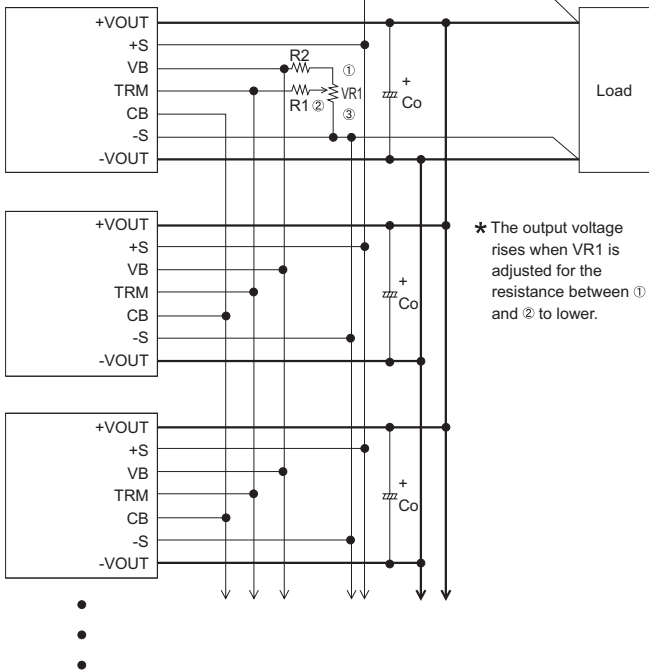 +VOUT
+S
VB
TRM
CB
-S
-VOUT
R2
①
R1 ② VR1
③
+
Co
Load
+VOUT
+S
VB
TRM
CB
-S
-VOUT
+
Co
* The output voltage
rises when VR1 is
adjusted for the
resistance between ①
and ② to lower.
+VOUT
+S
VB
TRM
CB
-S
-VOUT
+
Co